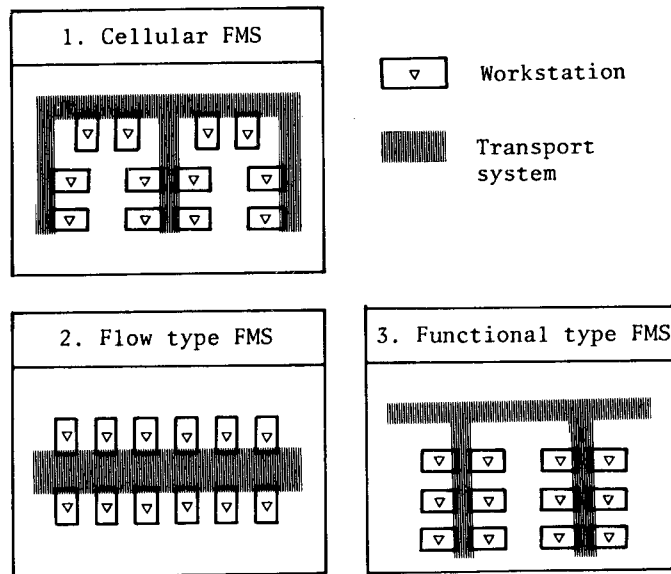 1. Cellular FMS
Workstation
Transport
system
2. Flow type FMS
3. Functional type FMS